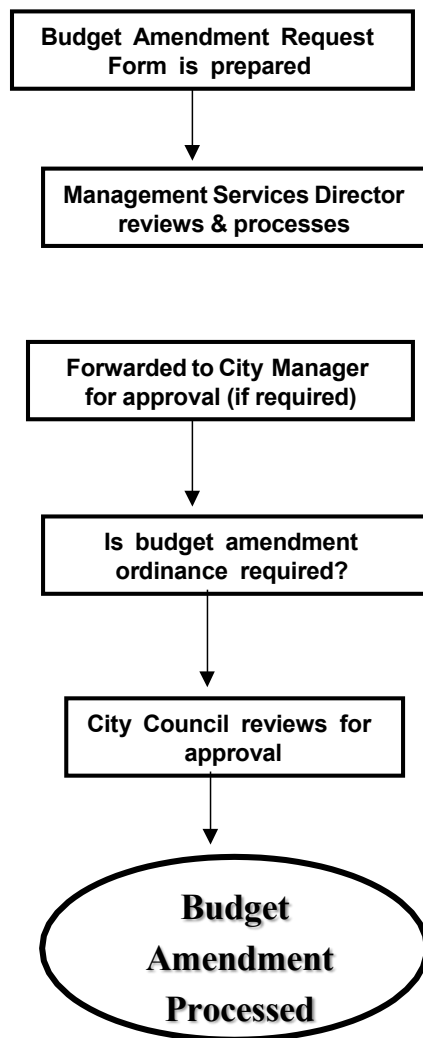 Budget Amendment Request
Form is prepared
Management Services Director
reviews & processes
Forwarded to City Manager
for approval (if required)
Is budget amendment
ordinance required?
City Council reviews for
approval
Budget
Amendment
Processed